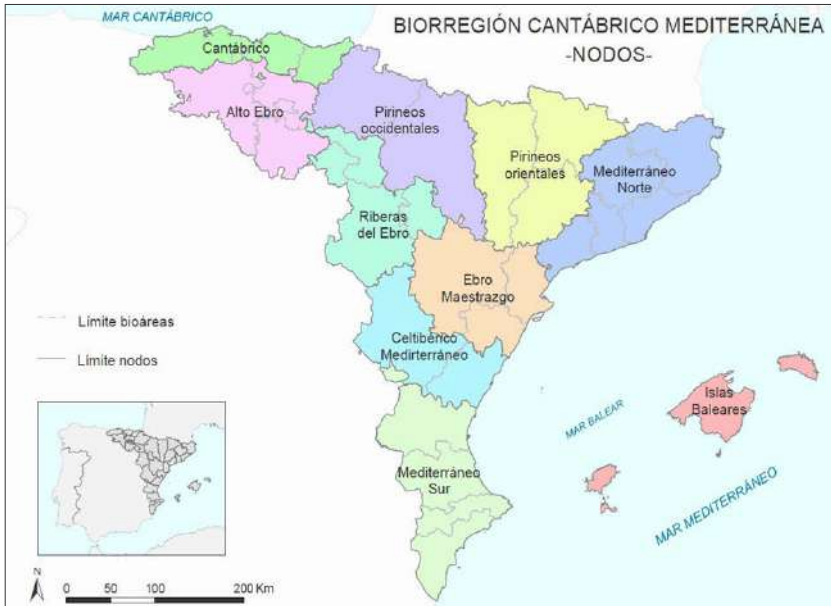 MAR CANTÁBRICO
BIORREGIÓN CANTÁBRICO MEDITERRÁNEA
-NODOS-
Cantábrico
Alto Ebro
Pirineos
occidentales
Pirineos
orientales
Mediterráneo
Norte
Riberas
del Ebro
Ebro
Maestrazgo
Límite bioáreas
Límite nodos
Celtibérico
Medirterráneo
Islas
Baleares
MAR BALEAR
Mediterráneo
Sur
MAR MEDITERRÁNEO
N
0 50 100 200 Km